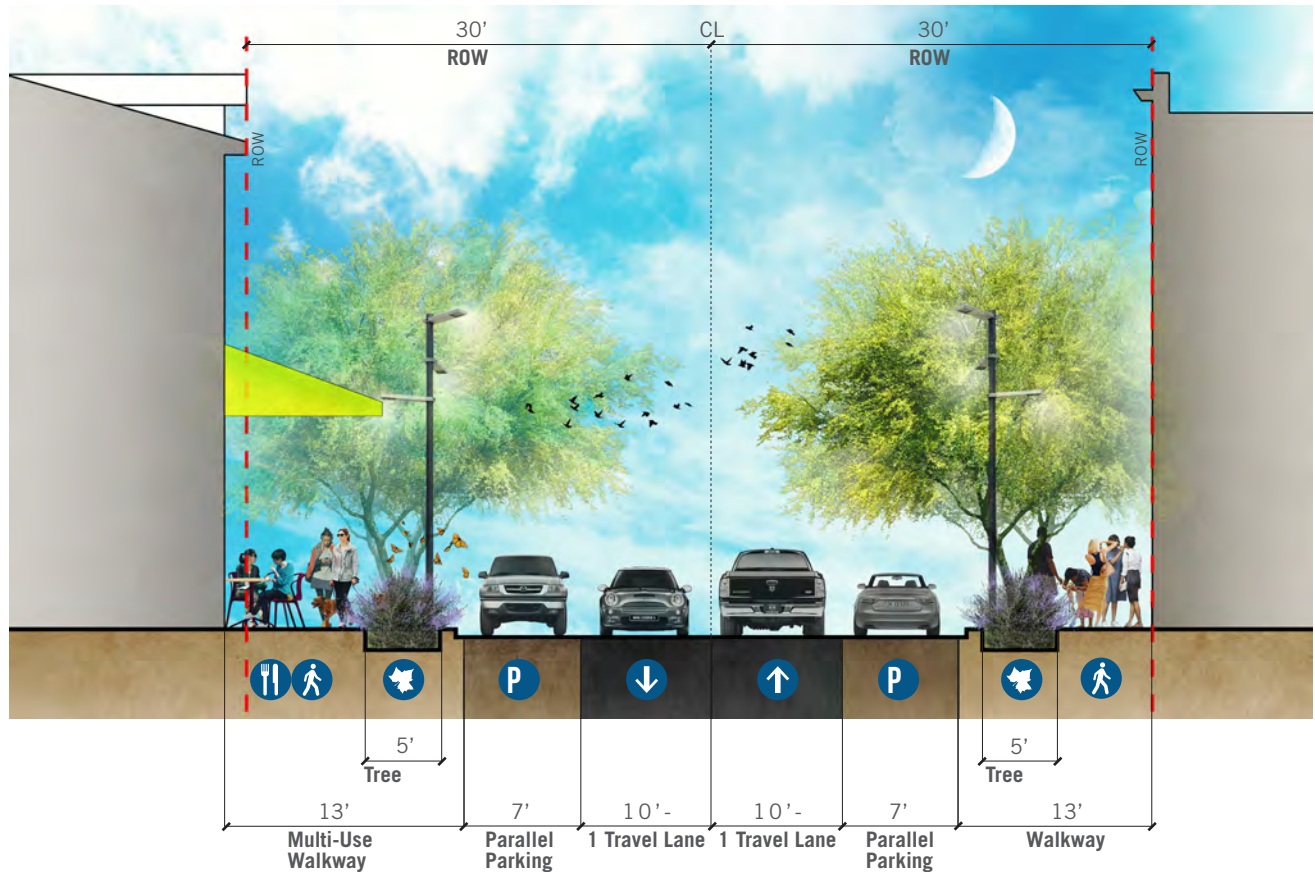 30’ CL 30’
ROW ROW
ROW ROW
P P
5’ 5’
Tree Tree
13’ 7’ 10’- 10’- 7’ 13’
Multi-Use Parallel 1 Travel Lane 1 Travel Lane Parallel Walkway
Walkway Parking Parking